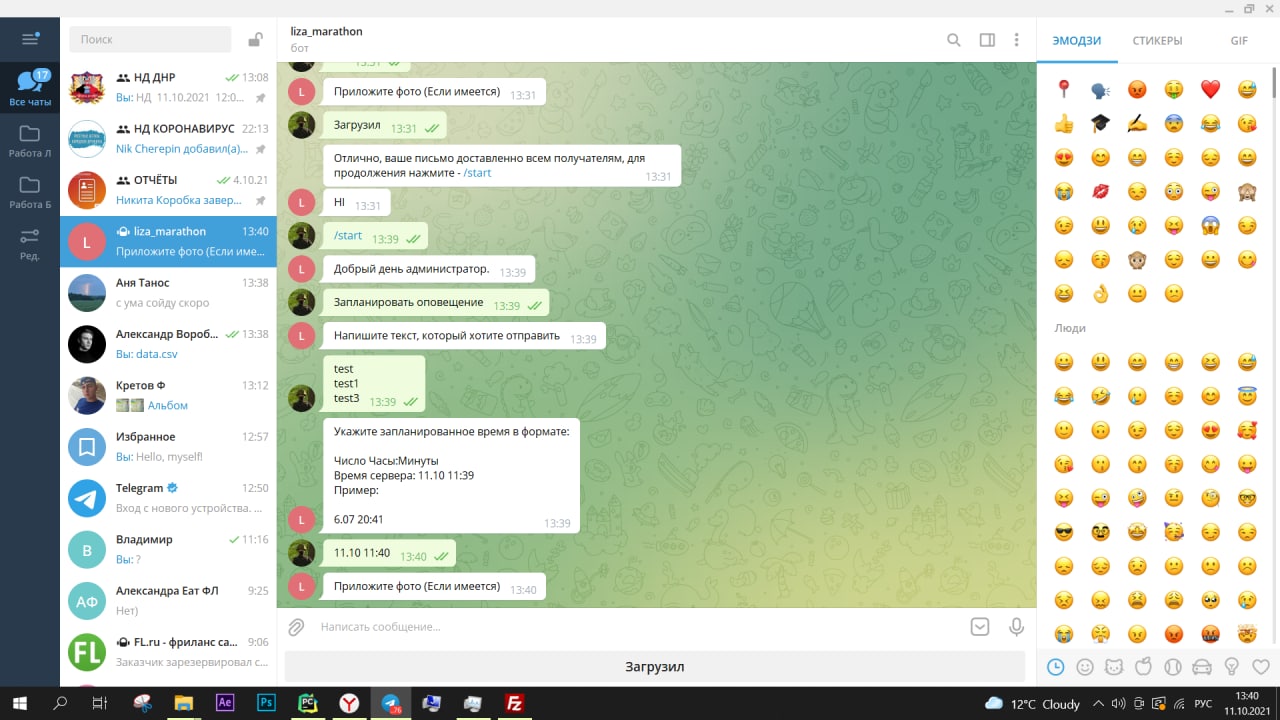 Поиск
17
Все чаты
Работа Л
Работа Б
Ред.
НД ДНР
13:08
Вы: НД 11.10.2021 12:0...
НД КОРОНАВИРУС
22:13
Nik Cherepin добавил(а)...
ОТЧЁТЫ
4.10.21
Никита Коробка завер...
L
liza_marathon
13:40
Приложите фото (Если име...
Аня Танос
13:38
с ума сойду скоро
Александр Вороб...
13:38
Вы: data.csv
Кретов Ф
13:12
Альбом
Избранное
12:57
Вы: Hello, myself!
Telegram
12:50
Вход с нового устройства. ...
В
Владимир
11:16
Вы: ?
АФ
Александра Еат ФЛ
9:25
Нет)
FL
FL.ru - фриланс са...
9:06
Заказчик зарезервировал с...
liza_marathon
бот
13:31
L
Приложите фото (Если имеется)
13:31
Загрузил
13:31
Отлично, ваше письмо доставленно всем получателям, для
продолжения нажмите - /start
13:31
L
HI
13:31
/start
13:39
L
Добрый день администратор.
13:39
Запланировать оповещение
13:39
L
Напишите текст, который хотите отправить
13:39
test
test1
test3
13:39
Укажите запланированное время в формате:
Число Часы:Минуты
Время сервера: 11.10 11:39
Пример:
6.07 20:41
13:39
L
11.10 11:40
13:40
L
Приложите фото (Если имеется)
13:40
Написать сообщение...
Загрузил
ЭМОДЗИ
СТИКЕРЫ
GIF
Люди
Ae
Ps
PC
Y
76
FZ
12°C Cloudy
РУС
13:40
11.10.2021